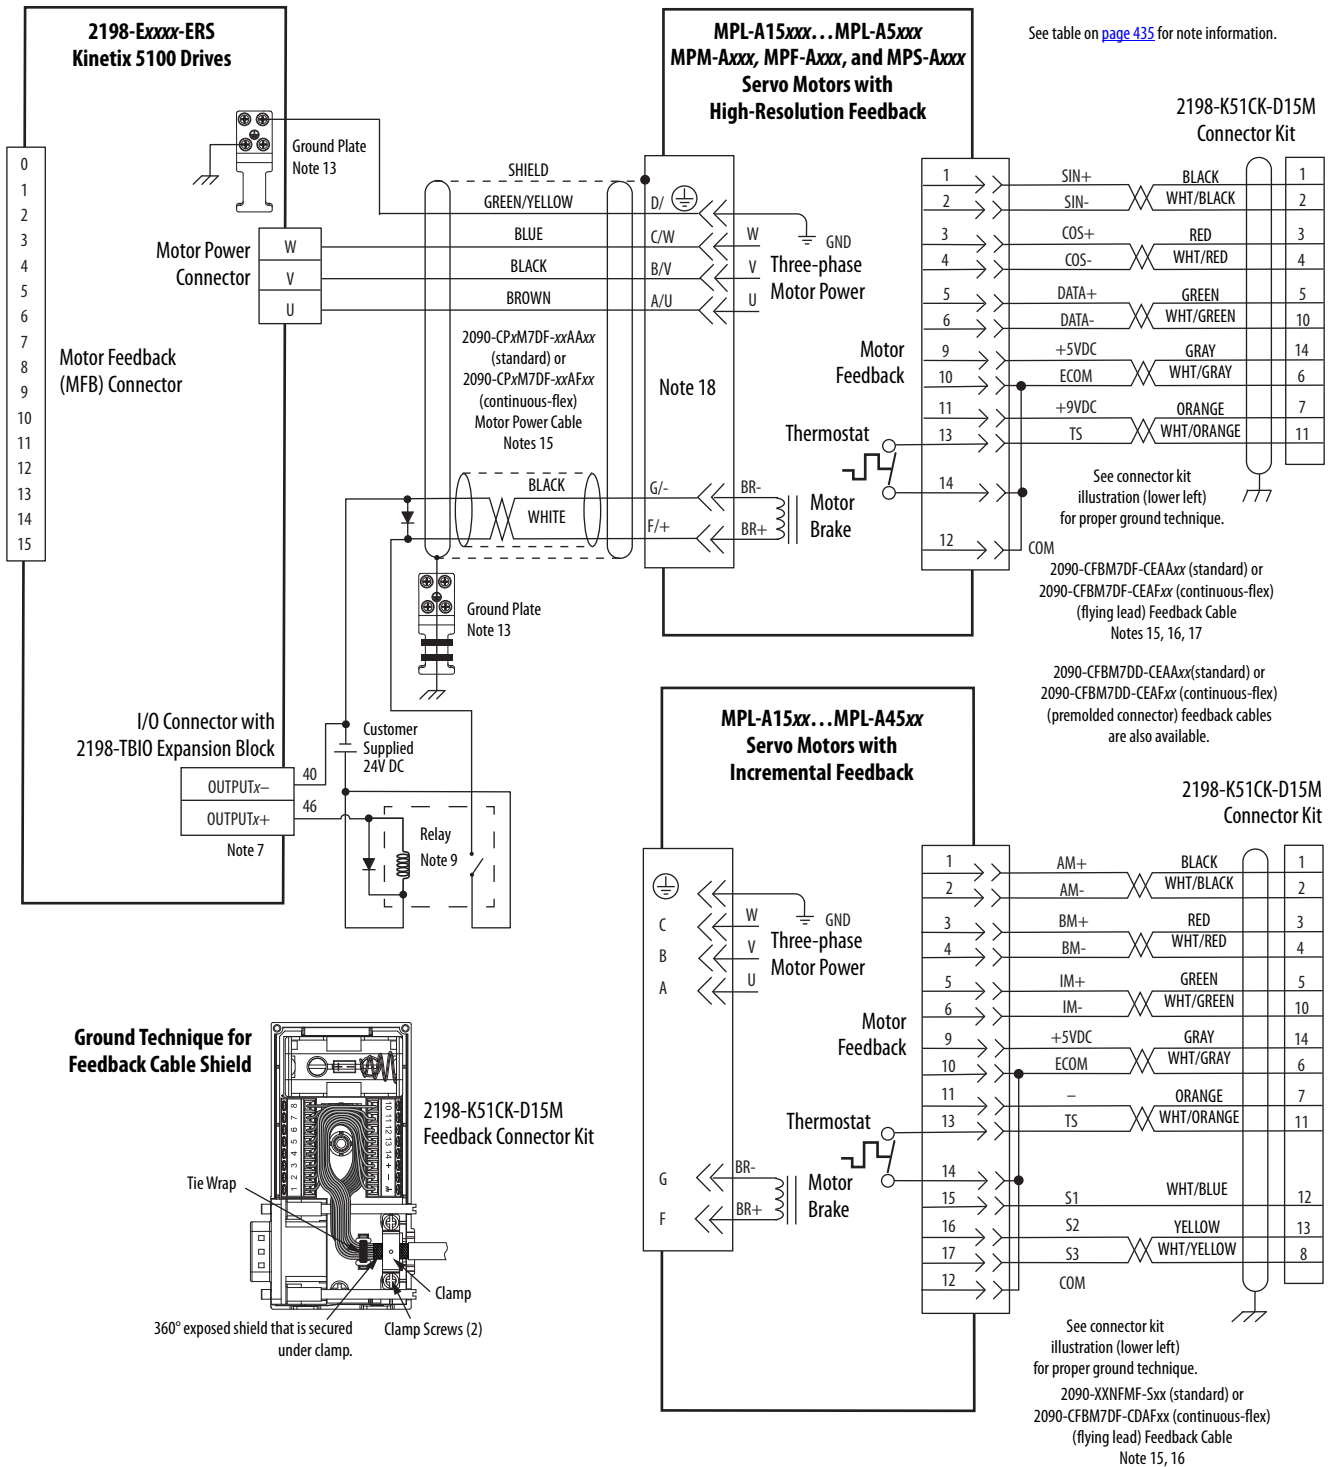 2198-Exxxx-ERS
Kinetix 5100 Drives
0
1
2
3
4
5
6
7
8
9
10
11
12
13
14
15
Motor Feedback
(MFB) Connector
Ground Plate
Note 13
Motor Power
Connector
W
V
U
SHIELD
GREEN/YELLOW
BLUE
BLACK
BROWN
2090-CPxM7DF-xxAAxx
(standard) or
2090-CPxM7DF-xxAFxx
(continuous-flex)
Motor Power Cable
Notes 15
BLACK
WHITE
Ground Plate
Note 13
I/O Connector with
2198-TBIO Expansion Block
OUTPUTx–
OUTPUTx+
40
46
Note 7
Customer
Supplied
24V DC
Relay
Note 9
MPL-A15xxx…MPL-A5xxx
MPM-Axxx, MPF-Axxx, and MPS-Axxx
Servo Motors with
High-Resolution Feedback
D/
C/W
B/V
A/U
Note 18
G/-
F/+
GND
W
V
U
Three-phase
Motor Power
BR-
BR+
Motor
Brake
Motor
Feedback
Thermostat
1
2
3
4
5
6
9
10
11
13
14
12
SIN+
SIN-
COS+
COS-
DATA+
DATA-
+5VDC
ECOM
+9VDC
TS
COM
BLACK
WHT/BLACK
RED
WHT/RED
GREEN
WHT/GREEN
GRAY
WHT/GRAY
ORANGE
WHT/ORANGE
See table on page 435 for note information.
2198-K51CK-D15M
Connector Kit
1
2
3
4
5
10
14
6
7
11
See connector kit
illustration (lower left)
for proper ground technique.
2090-CFBM7DF-CEAAxx (standard) or
2090-CFBM7DF-CEAFxx (continuous-flex)
(flying lead) Feedback Cable
Notes 15, 16, 17
2090-CFBM7DD-CEAAxx(standard) or
2090-CFBM7DD-CEAFxx (continuous-flex)
(premolded connector) feedback cables
are also available.
MPL-A15xx…MPL-A45xx
Servo Motors with
Incremental Feedback
C
B
A
G
F
GND
W
V
U
Three-phase
Motor Power
BR-
BR+
Motor
Brake
Motor
Feedback
Thermostat
1
2
3
4
5
6
9
10
11
13
14
15
16
17
12
AM+
AM-
BM+
BM-
IM+
IM-
+5VDC
ECOM
–
TS
S1
S2
S3
COM
BLACK
WHT/BLACK
RED
WHT/RED
GREEN
WHT/GREEN
GRAY
WHT/GRAY
ORANGE
WHT/ORANGE
WHT/BLUE
YELLOW
WHT/YELLOW
2198-K51CK-D15M
Connector Kit
1
2
3
4
5
10
14
6
7
11
12
13
8
See connector kit
illustration (lower left)
for proper ground technique.
2090-XXNFMF-Sxx (standard) or
2090-CFBM7DF-CDAFxx (continuous-flex)
(flying lead) Feedback Cable
Note 15, 16
Ground Technique for
Feedback Cable Shield
2198-K51CK-D15M
Feedback Connector Kit
1 2 3 4 5 6 7 8
10 11 12 13 14 + –
Tie Wrap
Clamp
Clamp Screws (2)
360° exposed shield that is secured
under clamp.